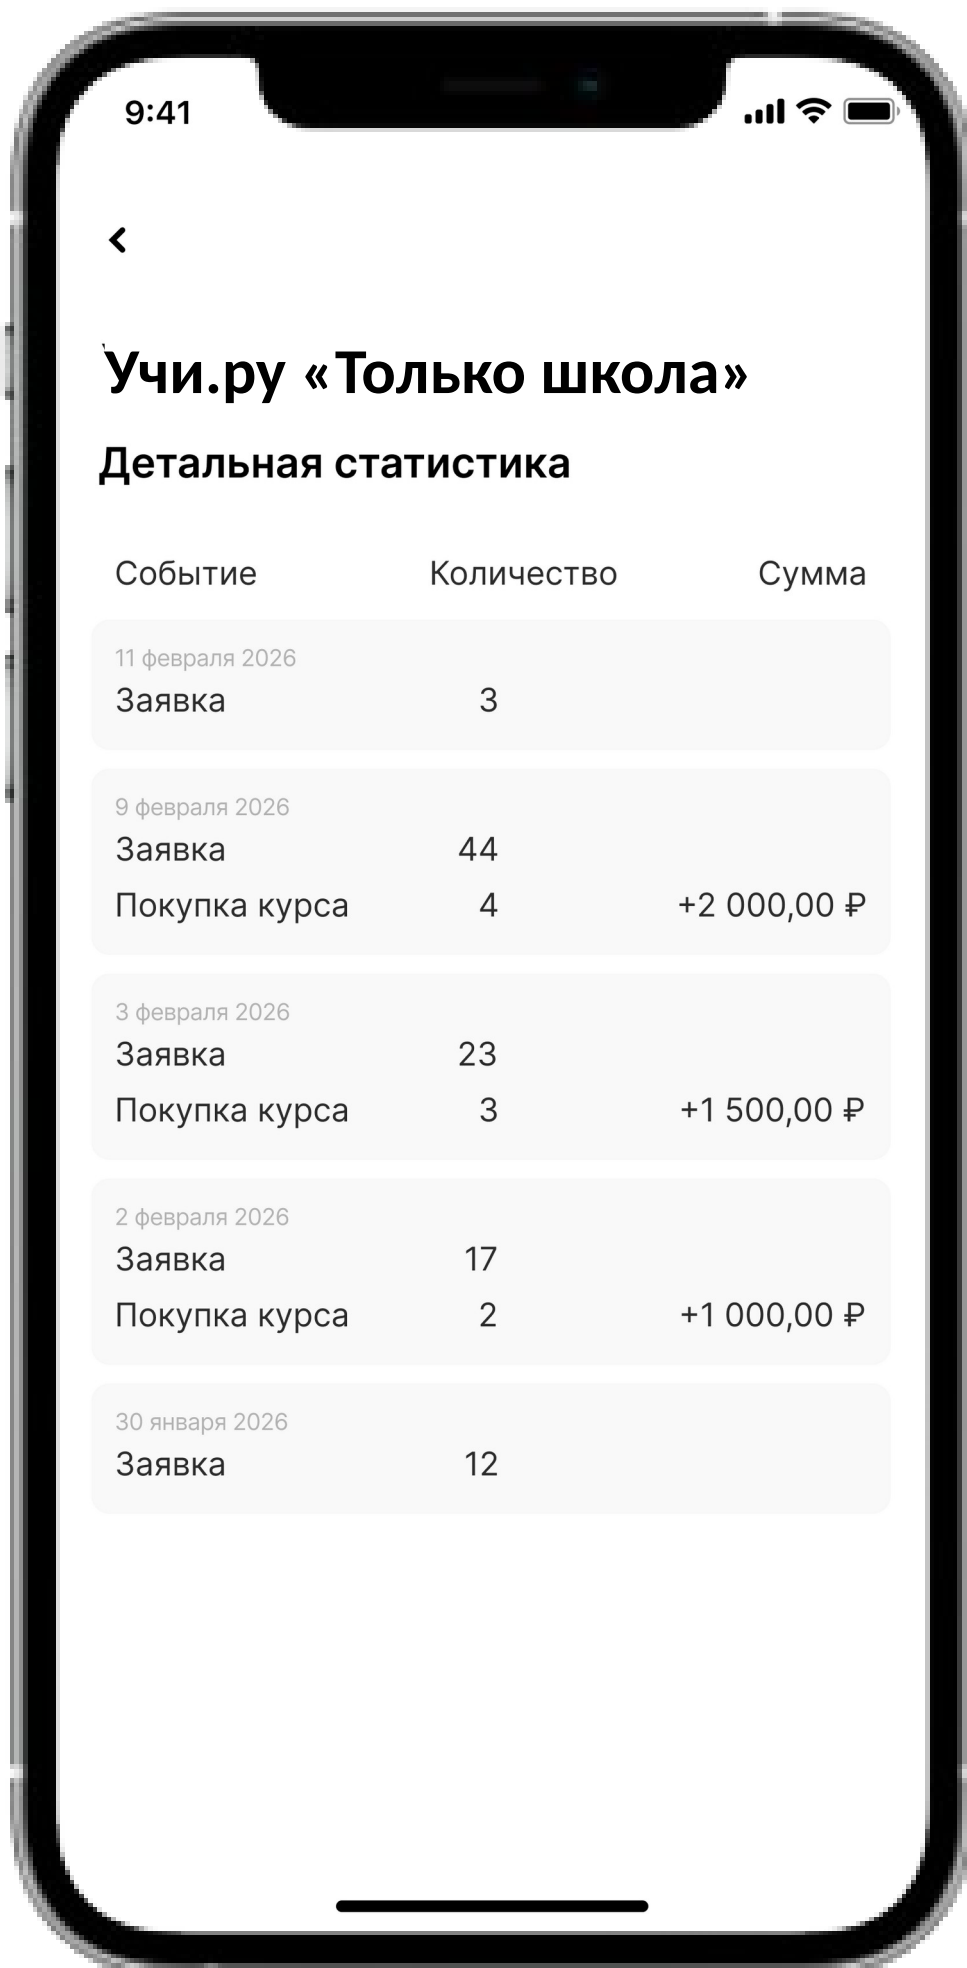 9:41
Учи.ру «Только школа»
Детальная статистика
Событие Количество Сумма
11 февраля 2026
Заявка 3
9 февраля 2026
Заявка 44
Покупка курса 4 +2 000,00 ₽
3 февраля 2026
Заявка 23
Покупка курса 3 +1 500,00 ₽
2 февраля 2026
Заявка 17
Покупка курса 2 +1 000,00 ₽
30 января 2026
Заявка 12